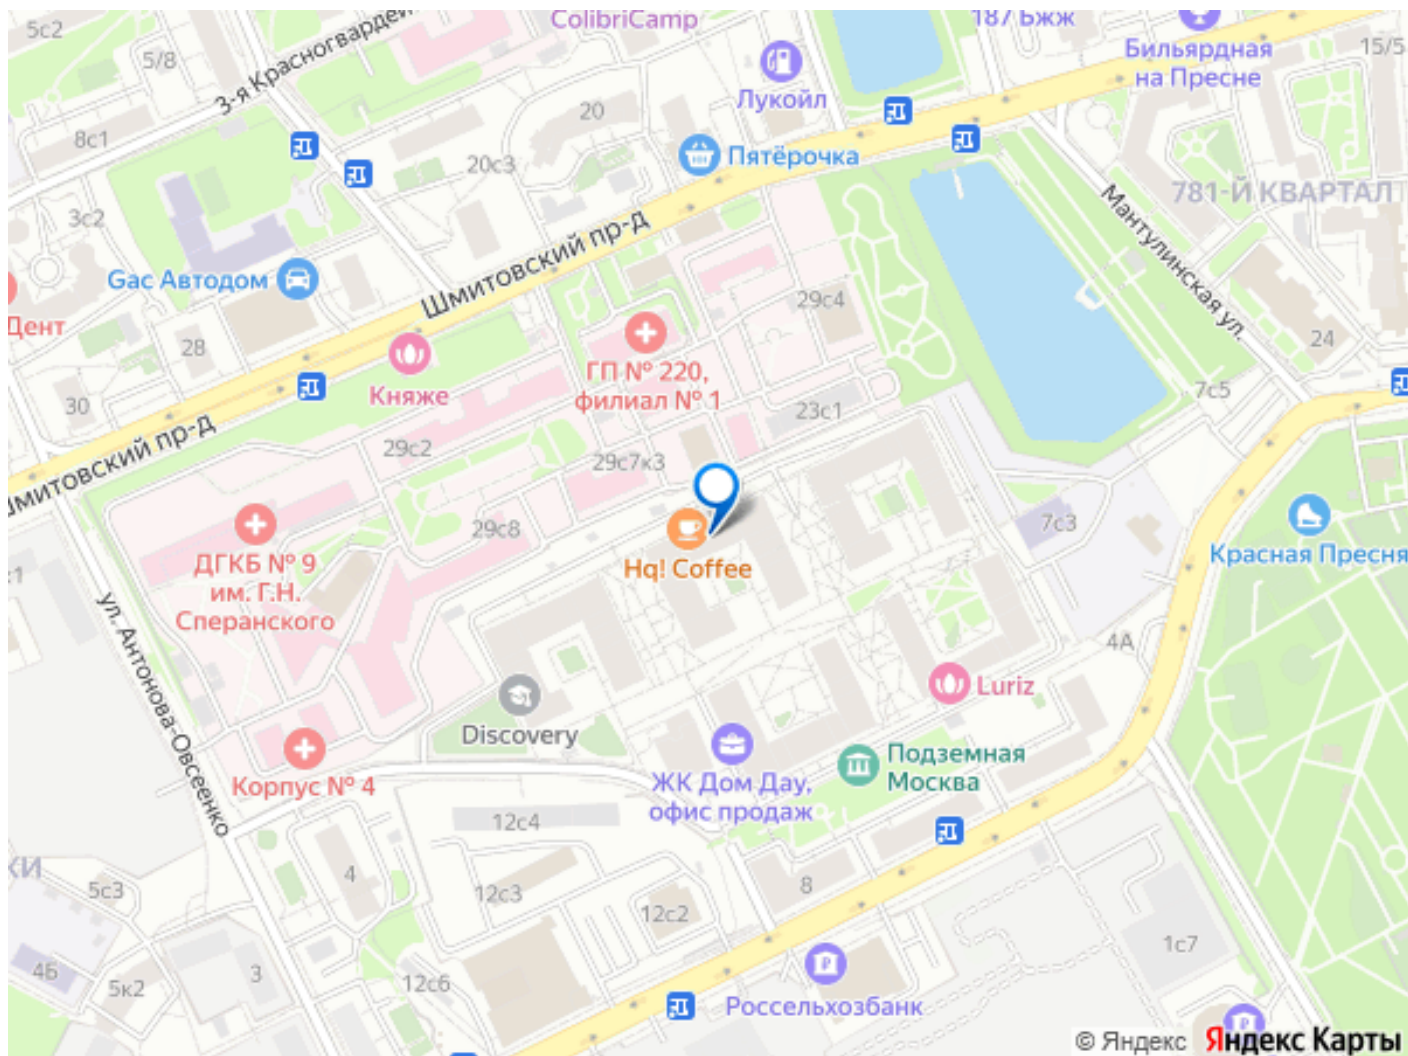 5с2
ColibriCamp
187 Бжж
5/8
3-я Красногвардей
Лукойл
Бильярдная
на Пресне
15/5
8с1
20
20с3
Пятёрочка
781-Й КВАРТАЛ
3с2
Мантулинская ул.
Шмитовский пр-д
Gac Автодом
29с4
Дент
28
24
ГП № 220,
филиал № 1
Княже
30
7с5
23с1
29с2
29с7к3
Шмитовский пр-д
29с8
7с3
Красная Пресня
ДГКБ № 9
им. Г.Н.
Сперанского
Hq! Coffee
ул. Антонова-Овсеенко
4А
Luriz
Discovery
Корпус № 4
ЖК Дом Дау,
офис продаж
Подземная
Москва
12с4
КИ
5с3
4
12с3
8
12с2
1с7
4Б
5к2
3
12с6
Россельхозбанк
© Яндекс Яндекс Карты